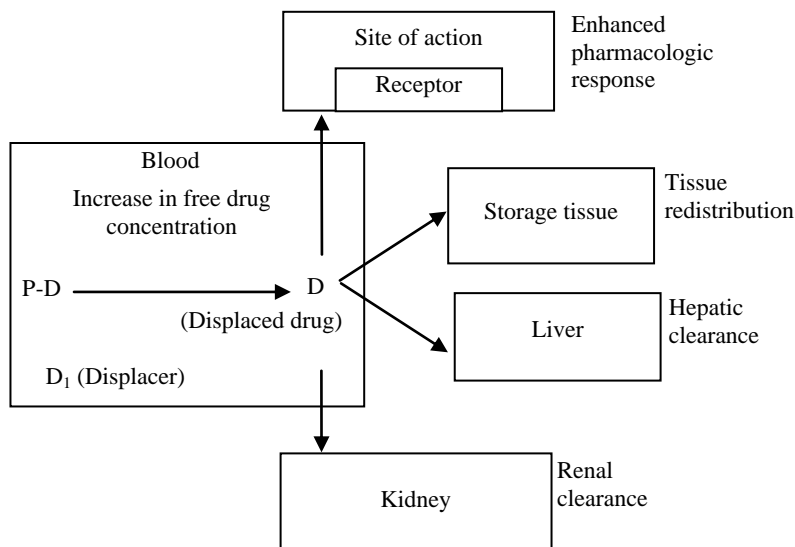 Site of action
Receptor
Enhanced
pharmacologic
response
Blood
Increase in free drug
concentration
P-D
D
(Displaced drug)
D₁ (Displacer)
Storage tissue
Tissue
redistribution
Liver
Hepatic
clearance
Kidney
Renal
clearance